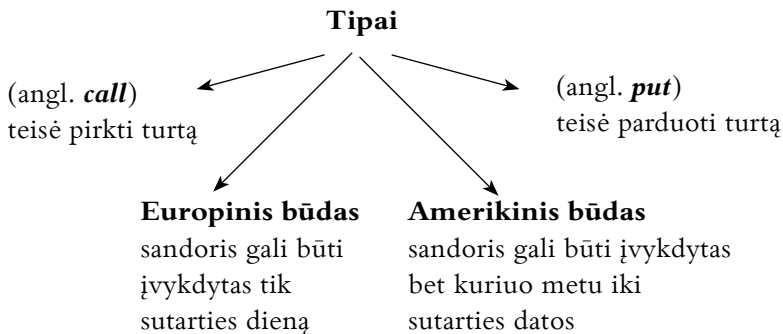 Tipai
(angl. call)
teisė pirkti turtą
(angl. put)
teisė parduoti turtą
Europinis būdas
sandoris gali būti
įvykdytas tik
sutarties dieną
Amerikinis būdas
sandoris gali būti įvykdytas
bet kuriuo metu iki
sutarties datos